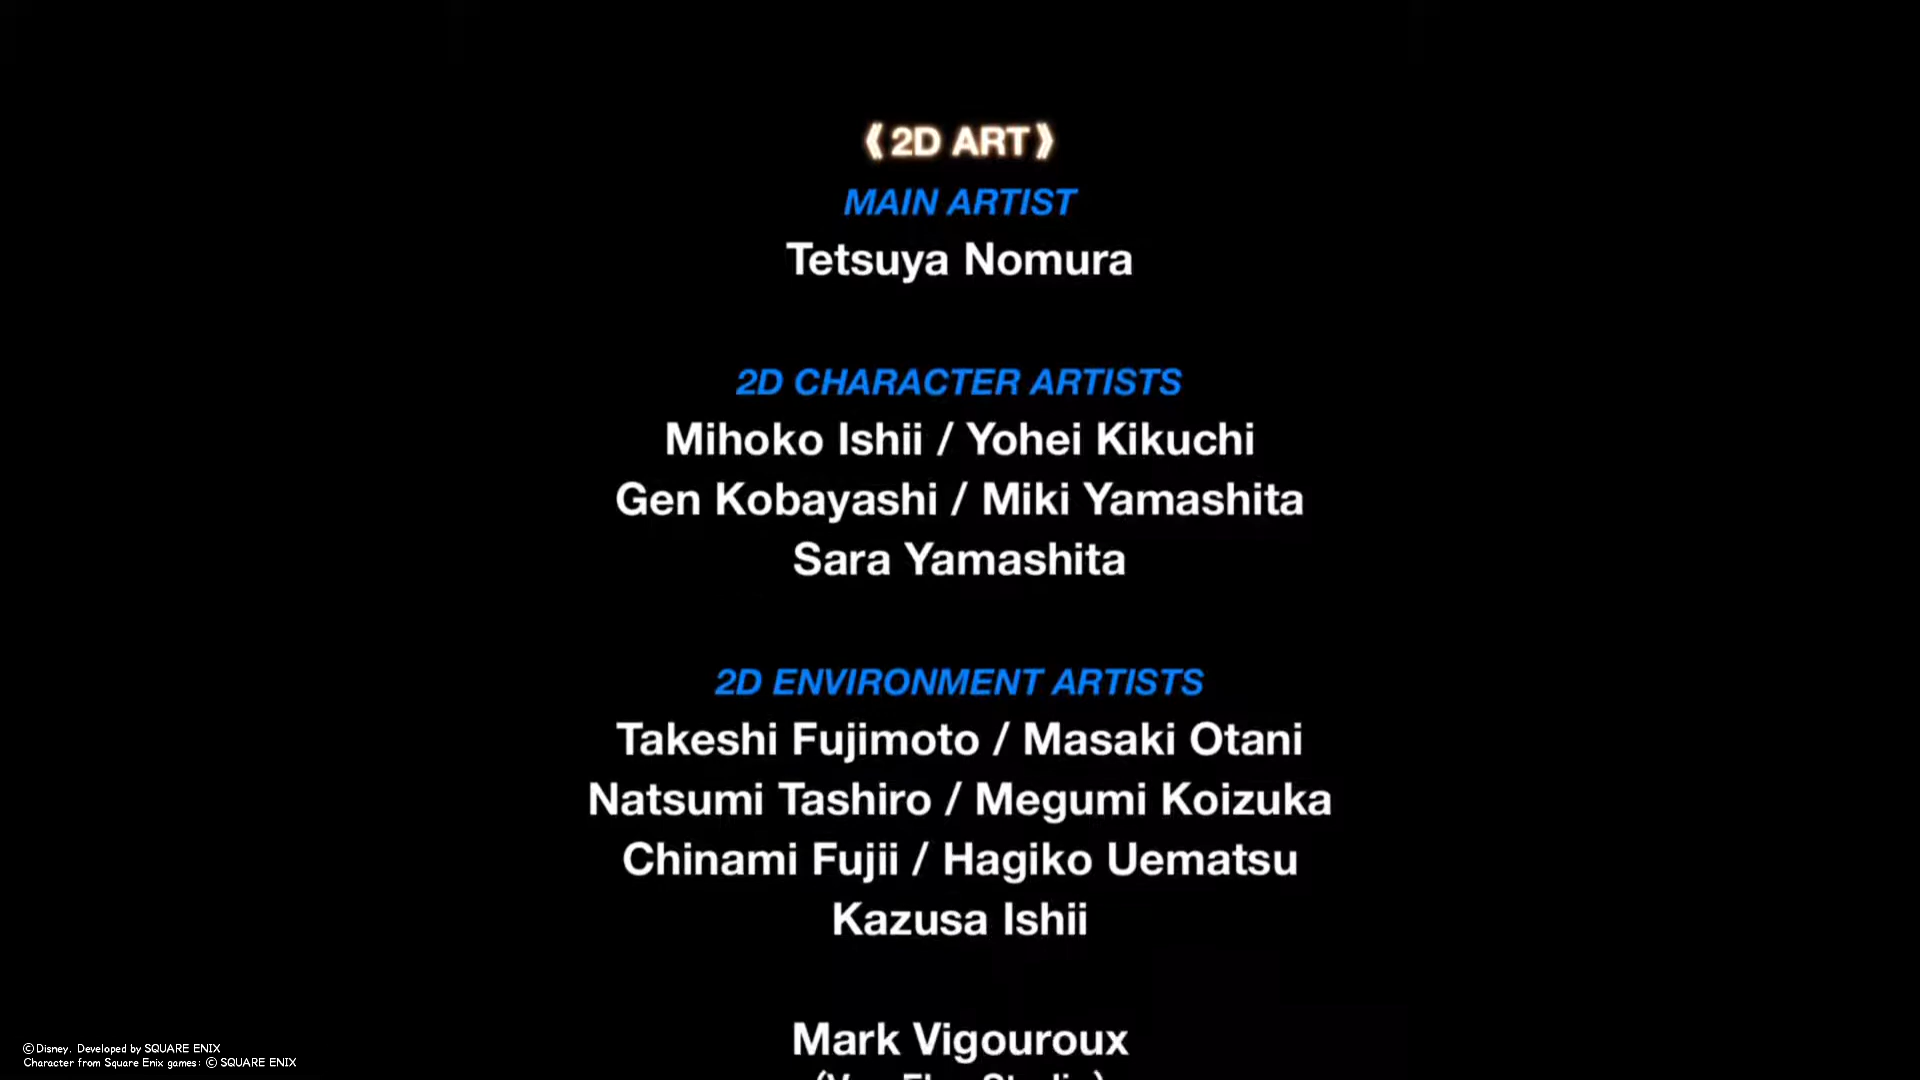 《2D ART》
MAIN ARTIST
Tetsuya Nomura
2D CHARACTER ARTISTS
Mihoko Ishii / Yohei Kikuchi
Gen Kobayashi / Miki Yamashita
Sara Yamashita
2D ENVIRONMENT ARTISTS
Takeshi Fujimoto / Masaki Otani
Natsumi Tashiro / Megumi Koizuka
Chinami Fujii / Hagiko Uematsu
Kazusa Ishii
Mark Vigouroux
©Disney. Developed by SQUARE ENIX
Character from Square Enix games: © SQUARE ENIX